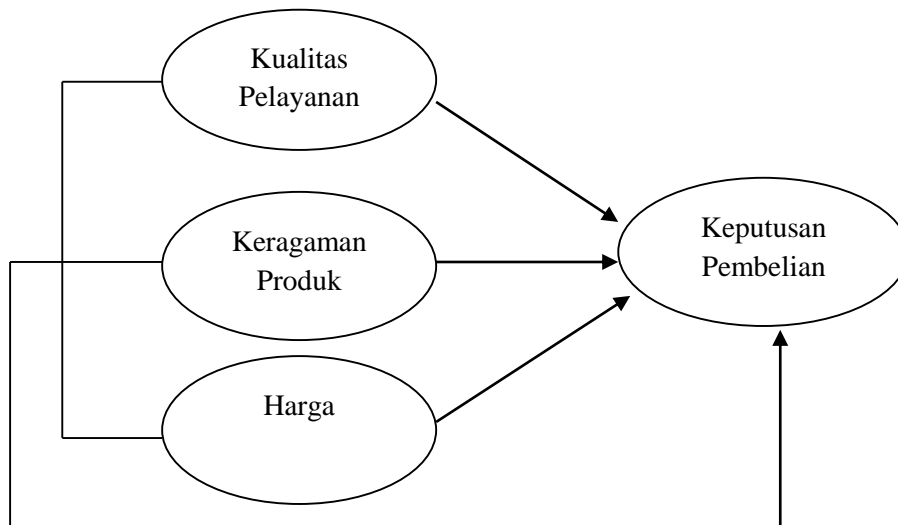 Kualitas
Pelayanan
Keragaman
Produk
Harga
Keputusan
Pembelian